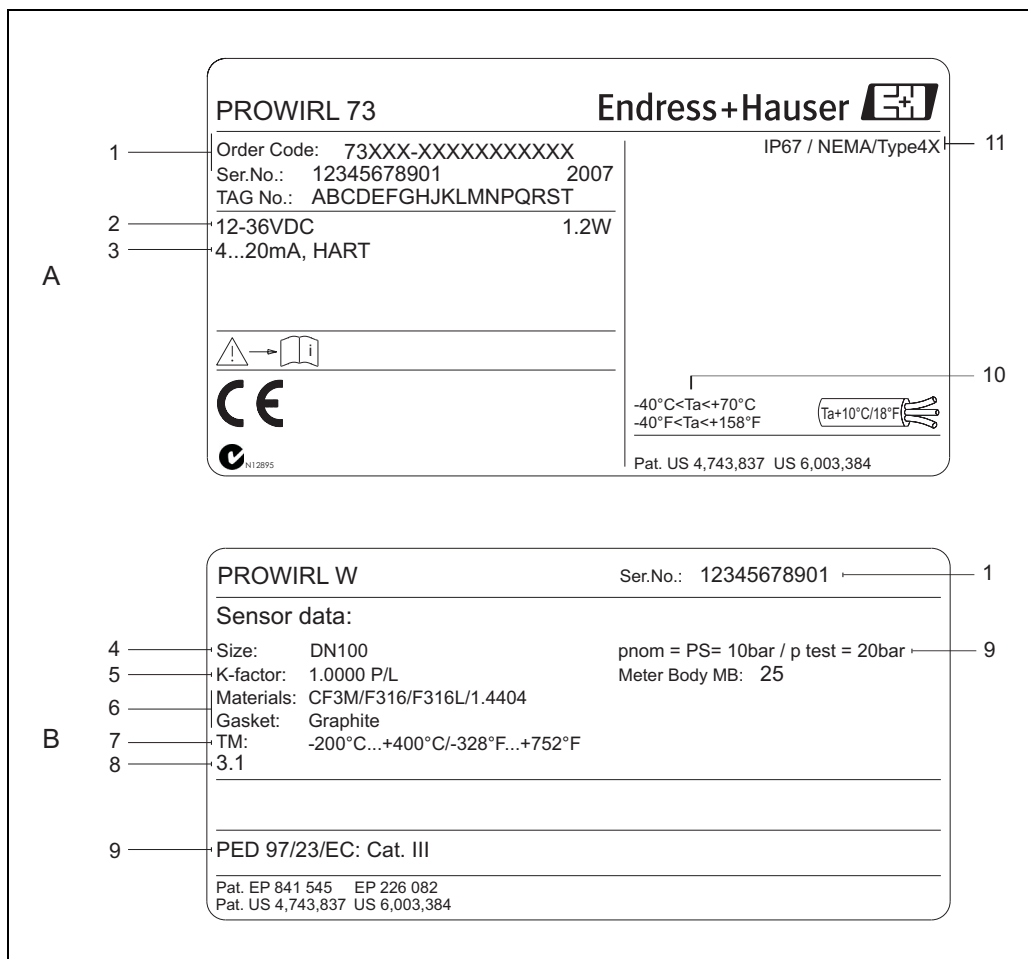 A
PROWIRL 73
Endress+Hauser E+H
1
Order Code: 73XXX-XXXXXXXXXXX
Ser.No.: 12345678901 2007
TAG No.: ABCDEFGHJKLMNPQRST
IP67 / NEMA/Type4X
11
2
12-36VDC 1.2W
3
4...20mA, HART
i
CE
N12895
10
-40°C<Ta<+70°C
-40°F<Ta<+158°F
Ta+10°C/18°F
Pat. US 4,743,837 US 6,003,384
B
PROWIRL W
Ser.No.: 12345678901
1
Sensor data:
4
Size: DN100
pnom = PS= 10bar / p test = 20bar
9
5
K-factor: 1.0000 P/L
Meter Body MB: 25
6
Materials: CF3M/F316/F316L/1.4404
Gasket: Graphite
7
TM: -200°C...+400°C/-328°F...+752°F
8
3.1
9
PED 97/23/EC: Cat. III
Pat. EP 841 545 EP 226 082
Pat. US 4,743,837 US 6,003,384